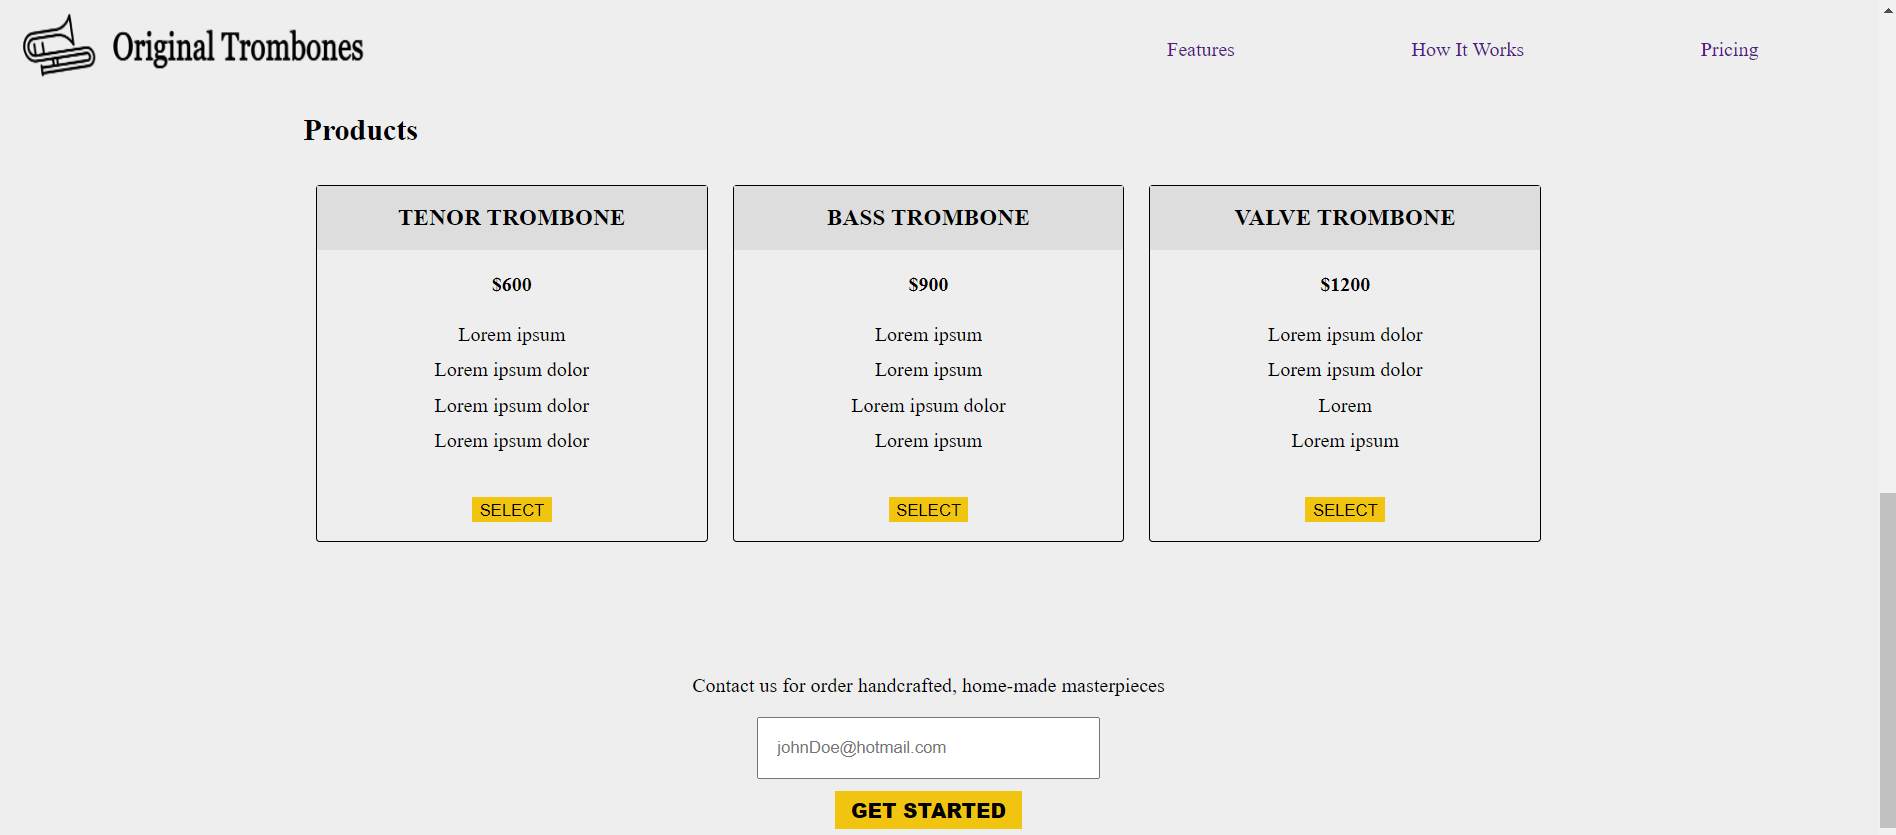 Original Trombones
Features
How It Works
Pricing
Products
TENOR TROMBONE
$600
Lorem ipsum
Lorem ipsum dolor
Lorem ipsum dolor
Lorem ipsum dolor
SELECT
BASS TROMBONE
$900
Lorem ipsum
Lorem ipsum
Lorem ipsum dolor
Lorem ipsum
SELECT
VALVE TROMBONE
$1200
Lorem ipsum dolor
Lorem ipsum dolor
Lorem
Lorem ipsum
SELECT
Contact us for order handcrafted, home-made masterpieces
johnDoe@hotmail.com
GET STARTED